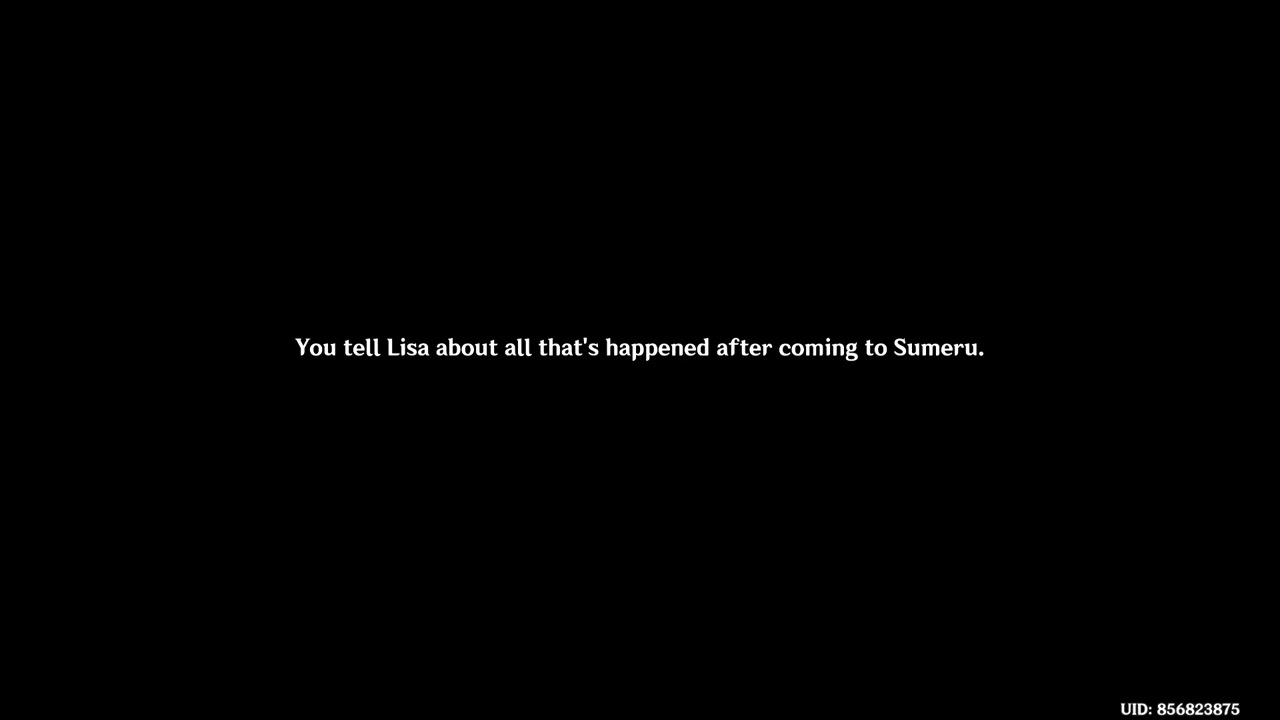 You tell Lisa about all that's happened after coming to Sumeru.
UID: 856823875